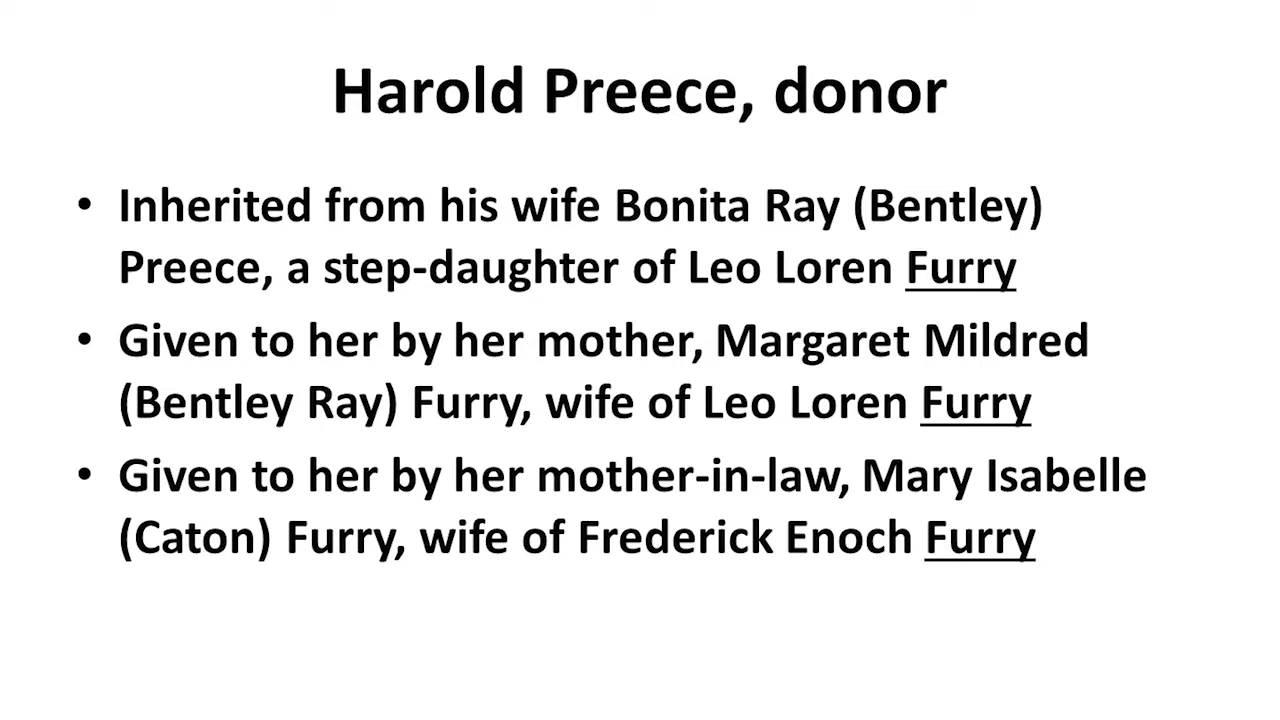 Harold Preece, donor
• Inherited from his wife Bonita Ray (Bentley)
Preece, a step-daughter of Leo Loren Furry
• Given to her by her mother, Margaret Mildred
(Bentley Ray) Furry, wife of Leo Loren Furry
• Given to her by her mother-in-law, Mary Isabelle
(Caton) Furry, wife of Frederick Enoch Furry